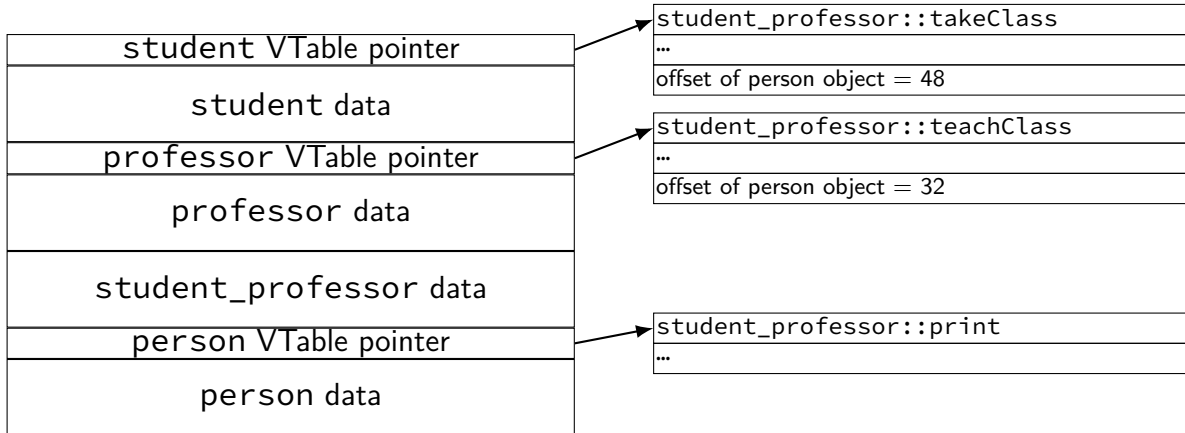 student VTable pointer
student data
professor VTable pointer
professor data
student_professor data
person VTable pointer
person data
student_professor::takeClass
…
offset of person object = 48
student_professor::teachClass
…
offset of person object = 32
student_professor::print
…